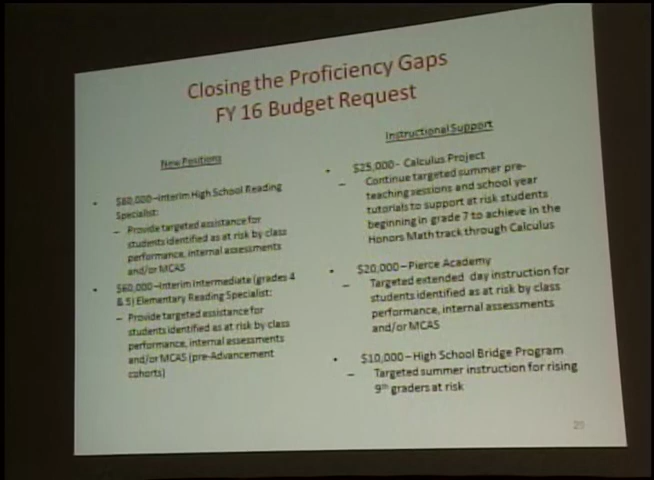 Closing the Proficiency Gaps
FY 16 Budget Request
New Positions
• $60,000–Interim High School Reading
Specialist:
– Provide targeted assistance for
students identified as at risk by class
performance, internal assessments
and/or MCAS
• $60,000–Interim Intermediate (grades 4
& 5) Elementary Reading Specialist:
– Provide targeted assistance for
students identified as at risk by class
performance, internal assessments
and/or MCAS (pre-Advancement
cohorts)
Instructional Support
• $25,000- Calculus Project
– Continue targeted summer pre-
teaching sessions and school year
tutorials to support at risk students
beginning in grade 7 to achieve in the
Honors Math track through Calculus
• $20,000–Pierce Academy
– Targeted extended day instruction for
students identified as at risk by class
performance, internal assessments
and/or MCAS
• $10,000–High School Bridge Program
– Targeted summer instruction for rising
9th graders at risk